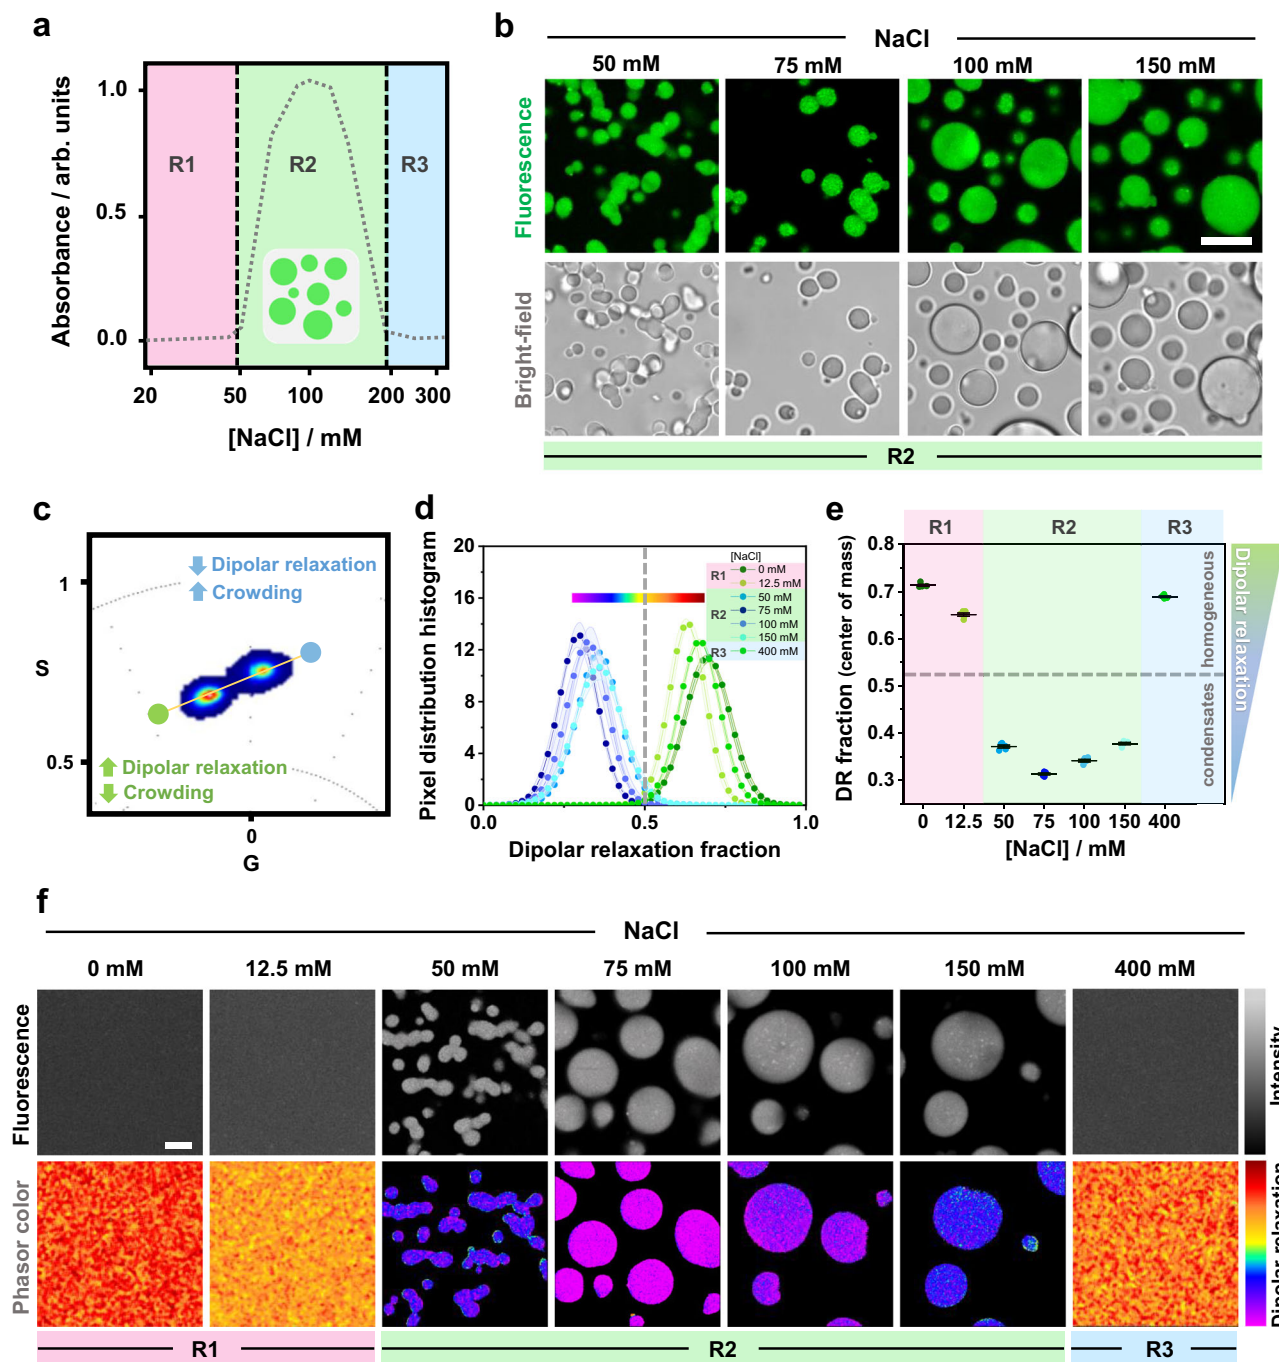 a
Absorbance / arb. units
1.0
0.5
0.0
R1
R2
R3
20
50
100
200
300
[NaCl] / mM
b
NaCl
50 mM
75 mM
100 mM
150 mM
Fluorescence
Bright-field
R2
c
1
S
0.5
0
G
Dipolar relaxation
Crowding
Dipolar relaxation
Crowding
d
Pixel distribution histogram
20
16
12
8
4
0
0.0
0.5
1.0
Dipolar relaxation fraction
[NaCl]
R1
0 mM
12.5 mM
R2
50 mM
75 mM
100 mM
150 mM
R3
400 mM
e
R1
R2
R3
DR fraction (center of mass)
0.8
0.7
0.6
0.5
0.4
0.3
homogeneous
condensates
Dipolar relaxation
0
12.5
50
75
100
150
400
[NaCl] / mM
f
NaCl
0 mM
12.5 mM
50 mM
75 mM
100 mM
150 mM
400 mM
Fluorescence
Intensity
Phasor color
Dipolar relaxation
R1
R2
R3